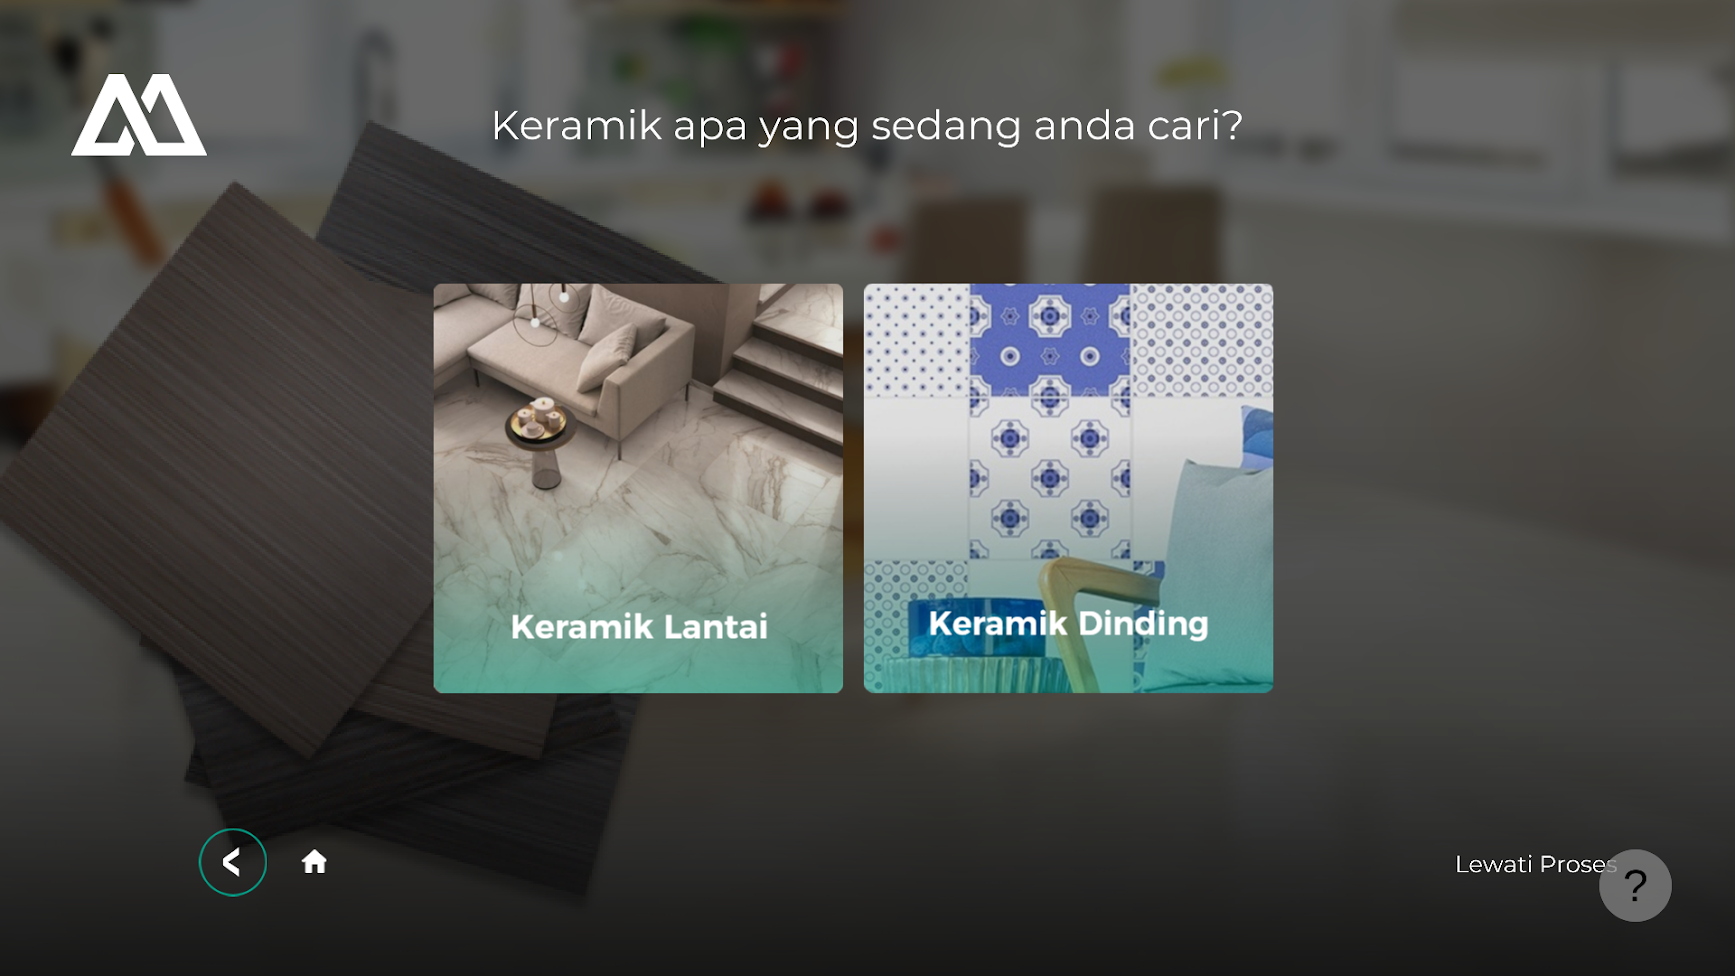 Keramik apa yang sedang anda cari?
Keramik Lantai
Keramik Dinding
Lewati Proses
?